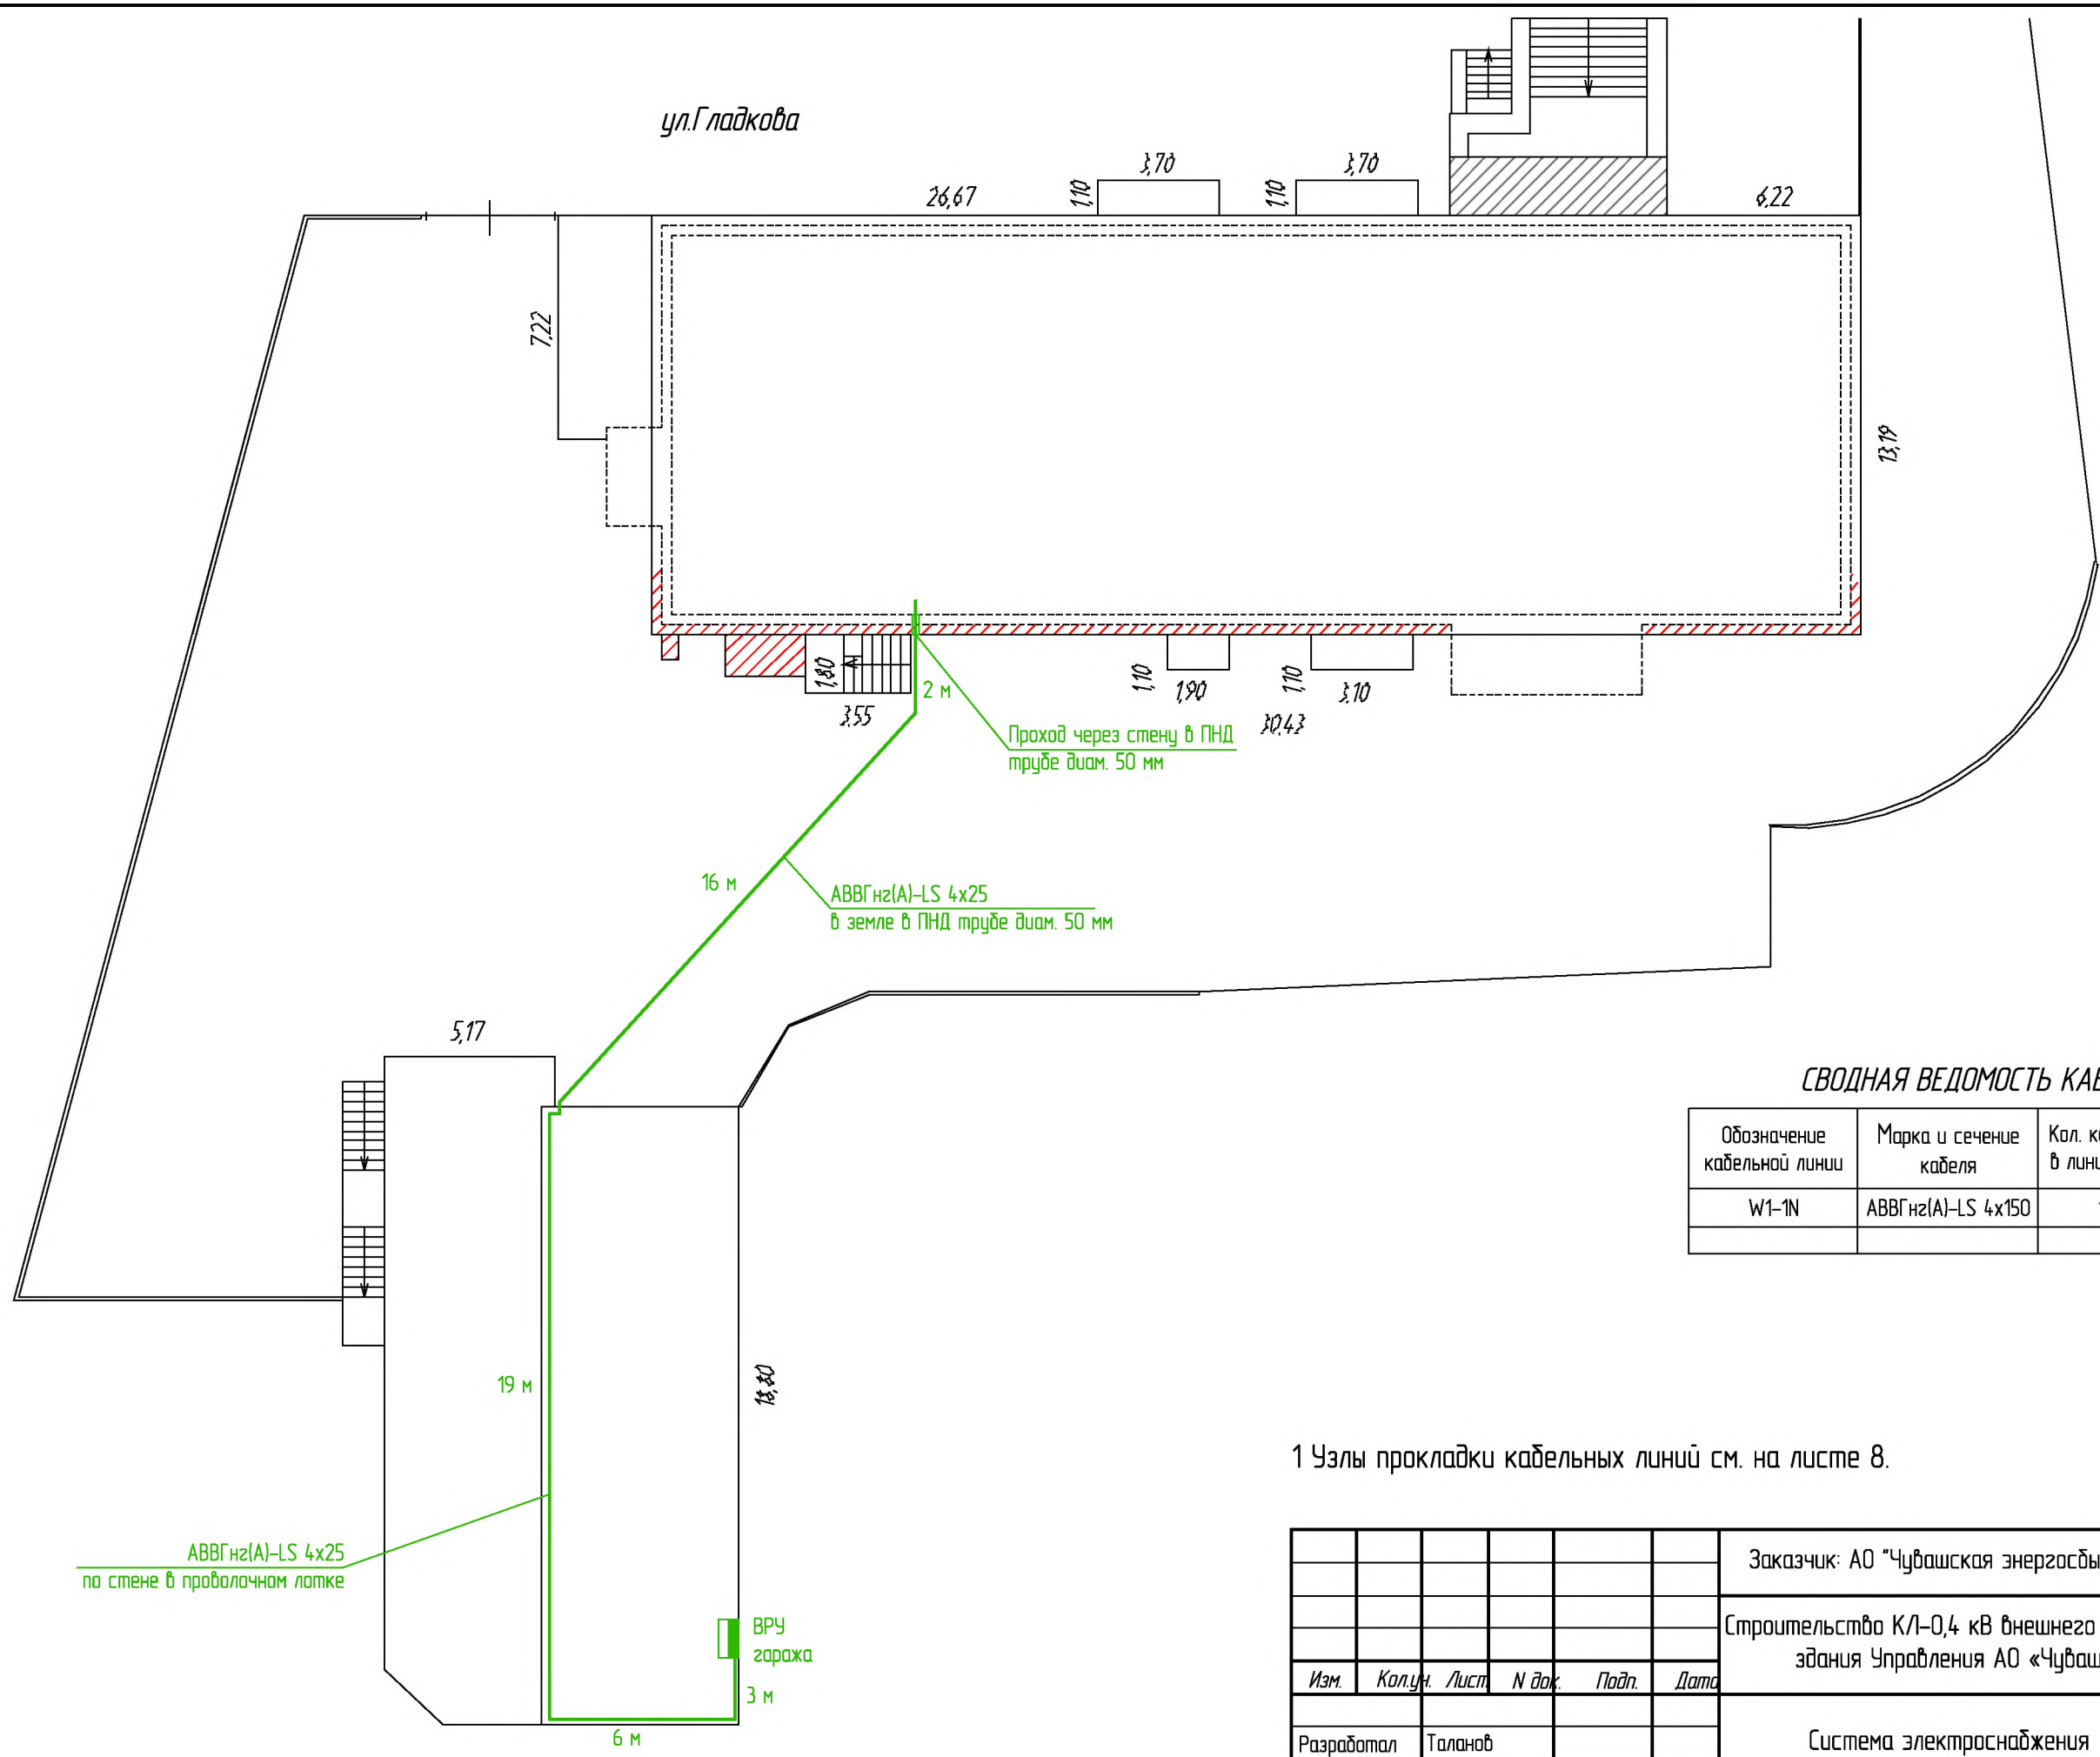 ул.Гладкова
3,70
3,70
1,10
1,10
26,67
6,22
7,22
13,19
1,80
3,55
2 м
1,10
1,90
1,10
3,10
30,43
Проход через стену в ПНД
трубе диам. 50 мм
16 м
АВВГнг(А)-LS 4х25
в земле в ПНД трубе диам. 50 мм
5,17
СВОДНАЯ ВЕДОМОСТЬ
Обозначение
кабельной линии
Марка и сечение
кабеля
Кол.
в
W1-1N
АВВГнг(А)-LS 4х150
19 м
1 Узлы прокладки кабельных линий см. на листе 8.
АВВГнг(А)-LS 4х25
по стене в проволочном лотке
ВРУ
гаража
3 м
6 м
Заказчик: АО "Чувашская
Строительство КЛ-0,4 кВ внешнего
здания Управления АО
Изм. Кол.уч. Лист N док. Подп. Дата
Разработал Таланов
Система электроснабжения